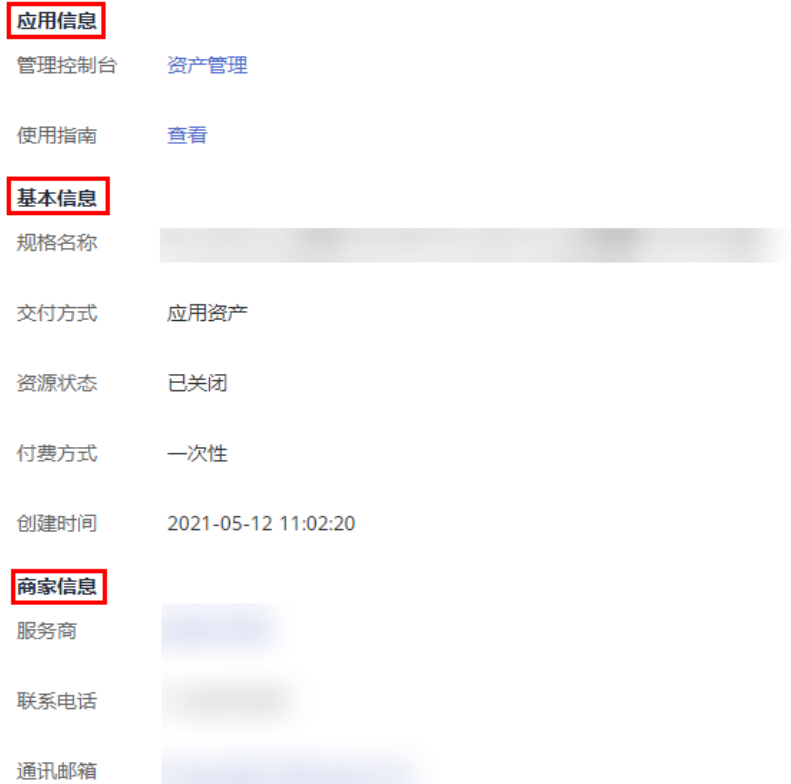 应用信息
管理控制台 资产管理
使用指南 查看
基本信息
规格名称
交付方式 应用资产
资源状态 已关闭
付费方式 一次性
创建时间 2021-05-12 11:02:20
商家信息
服务商
联系电话
通讯邮箱